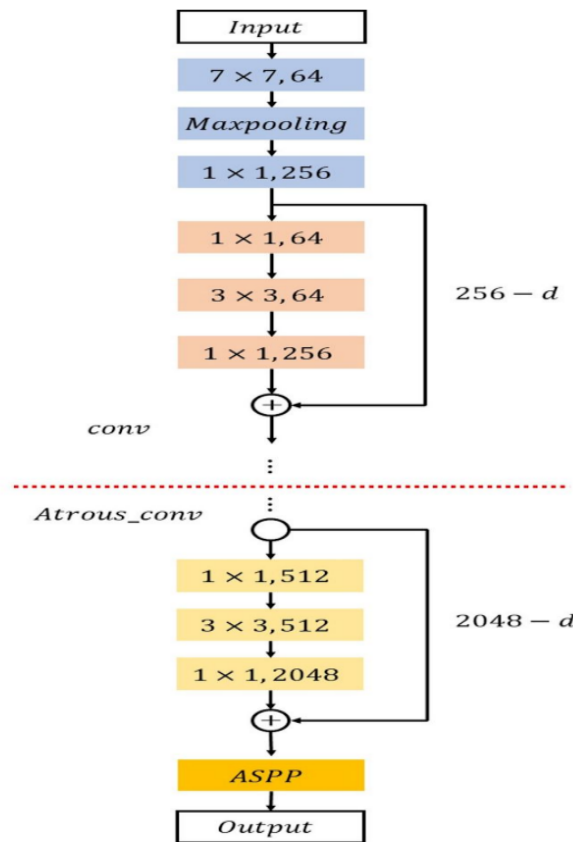 Input
7 × 7, 64
Maxpooling
1 × 1, 256
1 × 1, 64
3 × 3, 64
256 − d
1 × 1, 256
+
conv
⋮
⋮
Atrous_conv
1 × 1, 512
3 × 3, 512
2048 − d
1 × 1, 2048
+
ASPP
Output